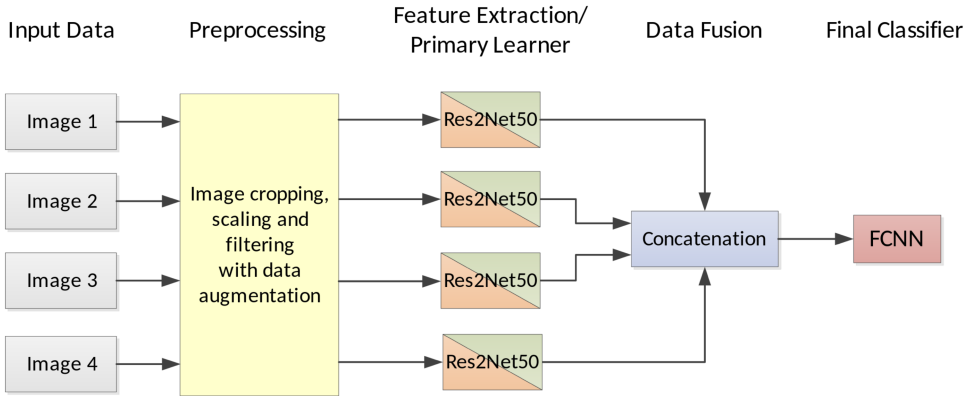 Input Data
Preprocessing
Feature Extraction/
Primary Learner
Data Fusion
Final Classifier
Image 1
Image 2
Image 3
Image 4
Image cropping,
scaling and
filtering
with data
augmentation
Res2Net50
Res2Net50
Res2Net50
Res2Net50
Concatenation
FCNN